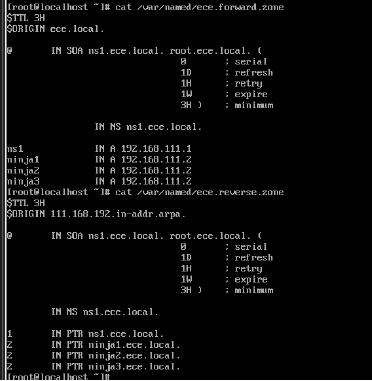 [root@localhost ~]# cat /var/named/ece.forward.zone
$TTL 3H
$ORIGIN ece.local.
@ IN SOA ns1.ece.local. root.ece.local. (
0 ; serial
1D ; refresh
1H ; retry
1W ; expire
3H ) ; minimum
IN NS ns1.ece.local.
ns1 IN A 192.168.111.1
ninja1 IN A 192.168.111.2
ninja2 IN A 192.168.111.2
ninja3 IN A 192.168.111.2
[root@localhost ~]# cat /var/named/ece.reverse.zone
$TTL 3H
$ORIGIN 111.168.192.in-addr.arpa.
@ IN SOA ns1.ece.local. root.ece.local. (
0 ; serial
1D ; refresh
1H ; retry
1W ; expire
3H ) ; minimum
IN NS ns1.ece.local.
1 IN PTR ns1.ece.local.
2 IN PTR ninja1.ece.local.
2 IN PTR ninja2.ece.local.
2 IN PTR ninja3.ece.local.
[root@localhost ~]#